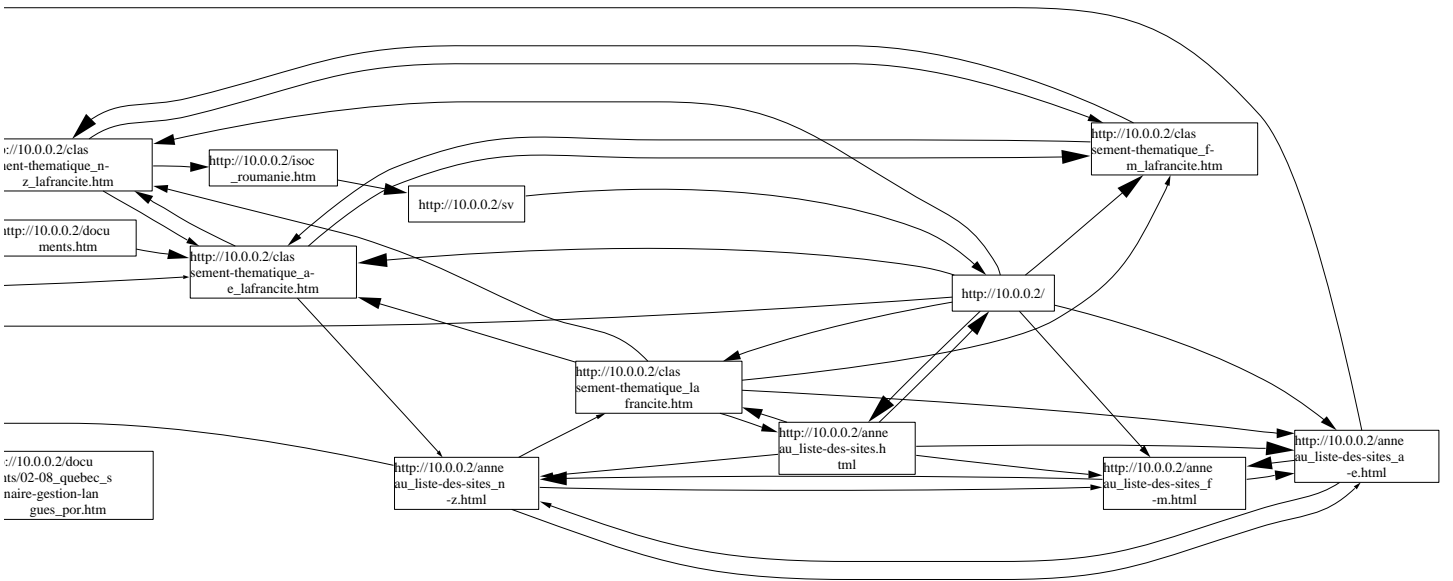 http://10.0.0.2/clas
sement-thematique_f-
m_lafrancite.htm
://10.0.0.2/clas
ent-thematique_n-
z_lafrancite.htm
http://10.0.0.2/isoc
_roumanie.htm
http://10.0.0.2/sv
http://10.0.0.2/docu
ments.htm
http://10.0.0.2/clas
sement-thematique_a-
e_lafrancite.htm
http://10.0.0.2/
http://10.0.0.2/clas
sement-thematique_la
francite.htm
http://10.0.0.2/anne
au_liste-des-sites.h
tml
http://10.0.0.2/anne
au_liste-des-sites_a
-e.html
http://10.0.0.2/anne
au_liste-des-sites_n
-z.html
http://10.0.0.2/anne
au_liste-des-sites_f
-m.html
://10.0.0.2/docu
nts/02-08_quebec_s
naire-gestion-lan
gues_por.htm